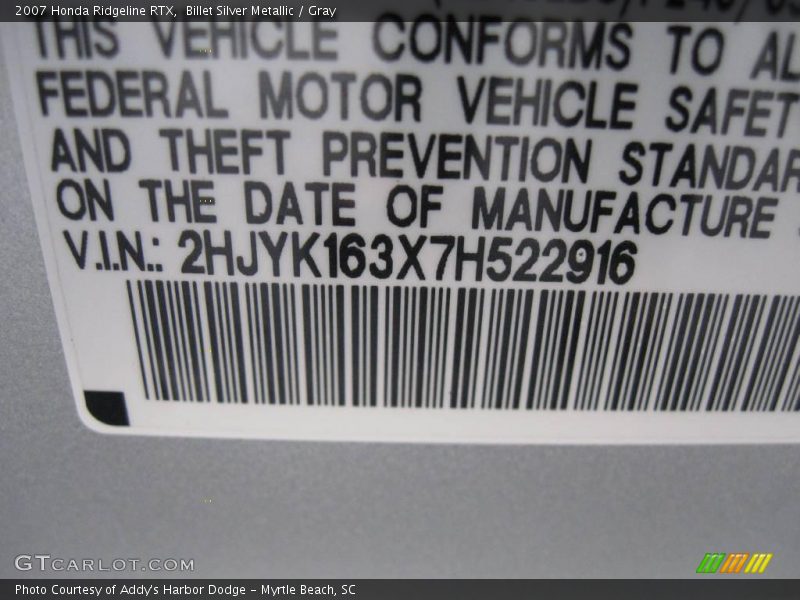 2007 Honda Ridgeline RTX, Billet Silver Metallic / Gray
THIS VEHICLE CONFORMS TO AL
FEDERAL MOTOR VEHICLE SAFET
AND THEFT PREVENTION STANDAR
ON THE DATE OF MANUFACTURE
V.I.N.: 2HJYK163X7H522916
GTCARLOT.COM
Photo Courtesy of Addy's Harbor Dodge – Myrtle Beach, SC